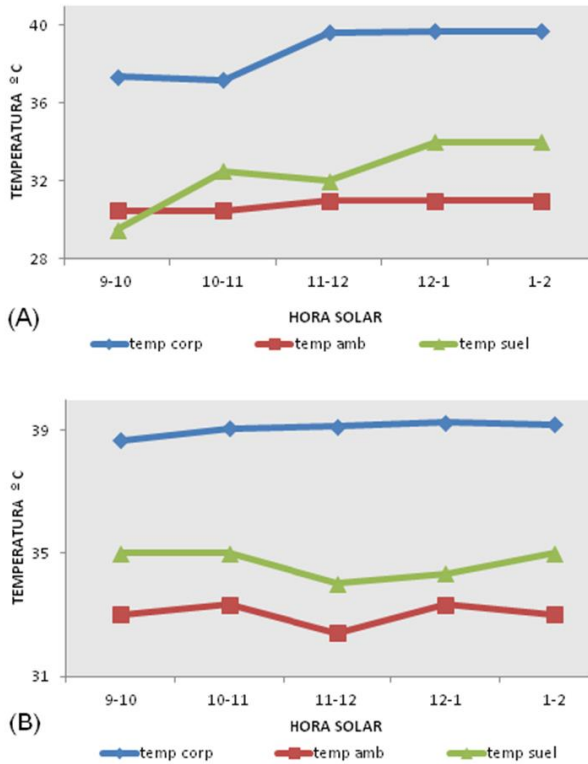 TEMPERATURA º C
40
36
32
28
9-10 10-11 11-12 12-1 1-2
(A)
HORA SOLAR
temp corp temp amb temp suel
TEMPERATURA º C
39
35
31
9-10 10-11 11-12 12-1 1-2
(B)
HORA SOLAR
temp corp temp amb temp suel